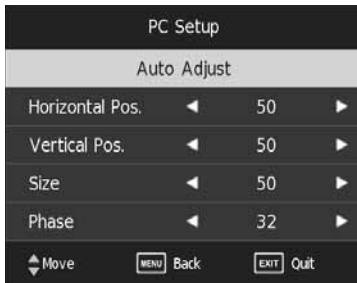 PC Setup
Auto Adjust
Horizontal Pos. 50
Vertical Pos. 50
Size 50
Phase 32
Move MENU Back EXIT Quit